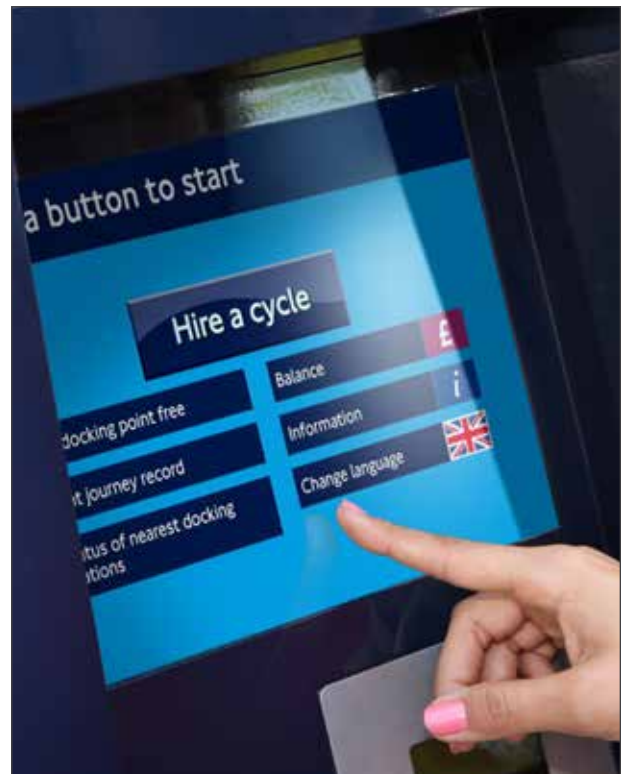 a button to start
Hire a cycle
docking point free
t journey record
tus of nearest docking
tions
Balance
£
Information
i
Change language